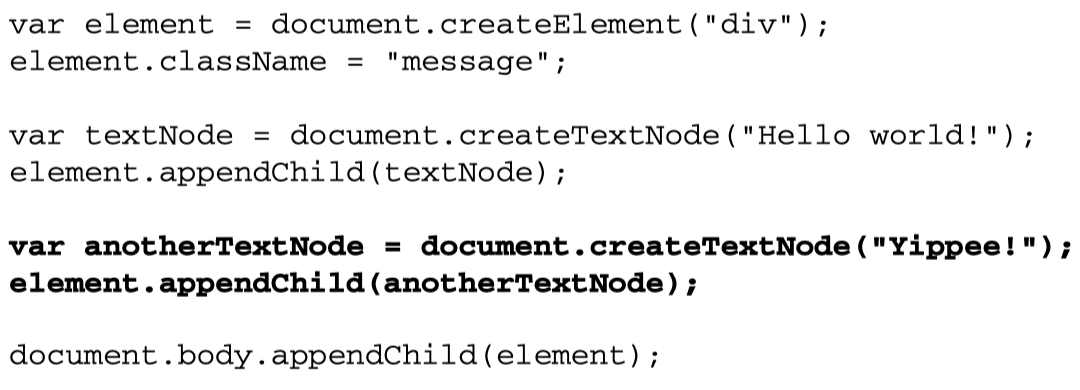 var element = document.createElement("div");
element.className = "message";
var textNode = document.createTextNode("Hello world!");
element.appendChild(textNode);
var anotherTextNode = document.createTextNode("Yippee!");
element.appendChild(anotherTextNode);
document.body.appendChild(element);